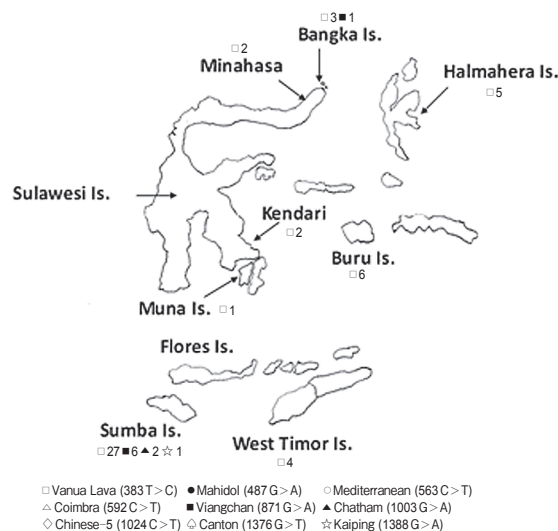 □3■1
Bangka Is.
□2
Minahasa
Halmahera Is.
□5
Sulawesi Is.
Kendari
□2
Buru Is.
□6
Muna Is. □1
Flores Is.
Sumba Is.
□27■6▲2☆1
West Timor Is.
□4
□Vanua Lava (383 T>C) ●Mahidol (487 G>A) ○Mediterranean (563 C>T)
△Coimbra (592 C>T) ■Viangchan (871 G>A) ▲Chatham (1003 G>A)
◇Chinese-5 (1024 C>T) ♤Canton (1376 G>T) ☆Kaiping (1388 G>A)